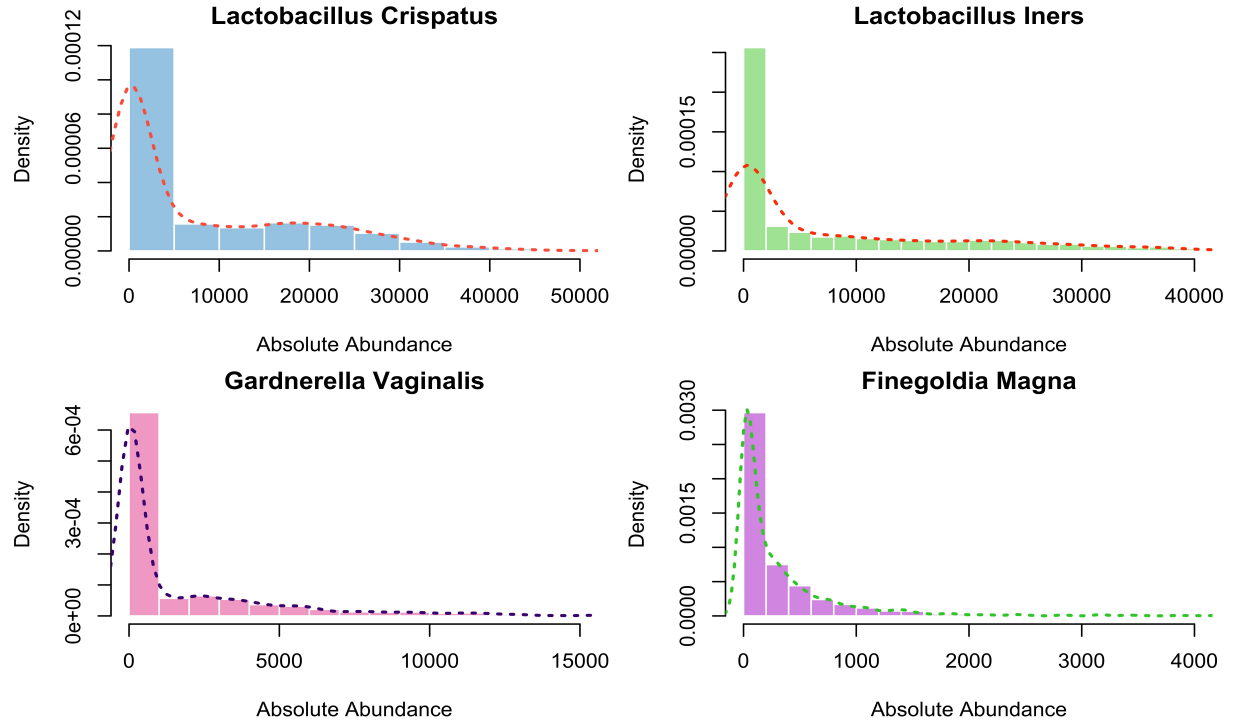 Lactobacillus Crispatus
Density
0.00000 0.00006 0.00012
0 10000 20000 30000 40000 50000
Absolute Abundance
Lactobacillus Iners
Density
0.00000 0.00015
0 10000 20000 30000 40000
Absolute Abundance
Gardnerella Vaginalis
Density
0e+00 3e-04 6e-04
0 5000 10000 15000
Absolute Abundance
Finegoldia Magna
Density
0.0000 0.0015 0.0030
0 1000 2000 3000 4000
Absolute Abundance